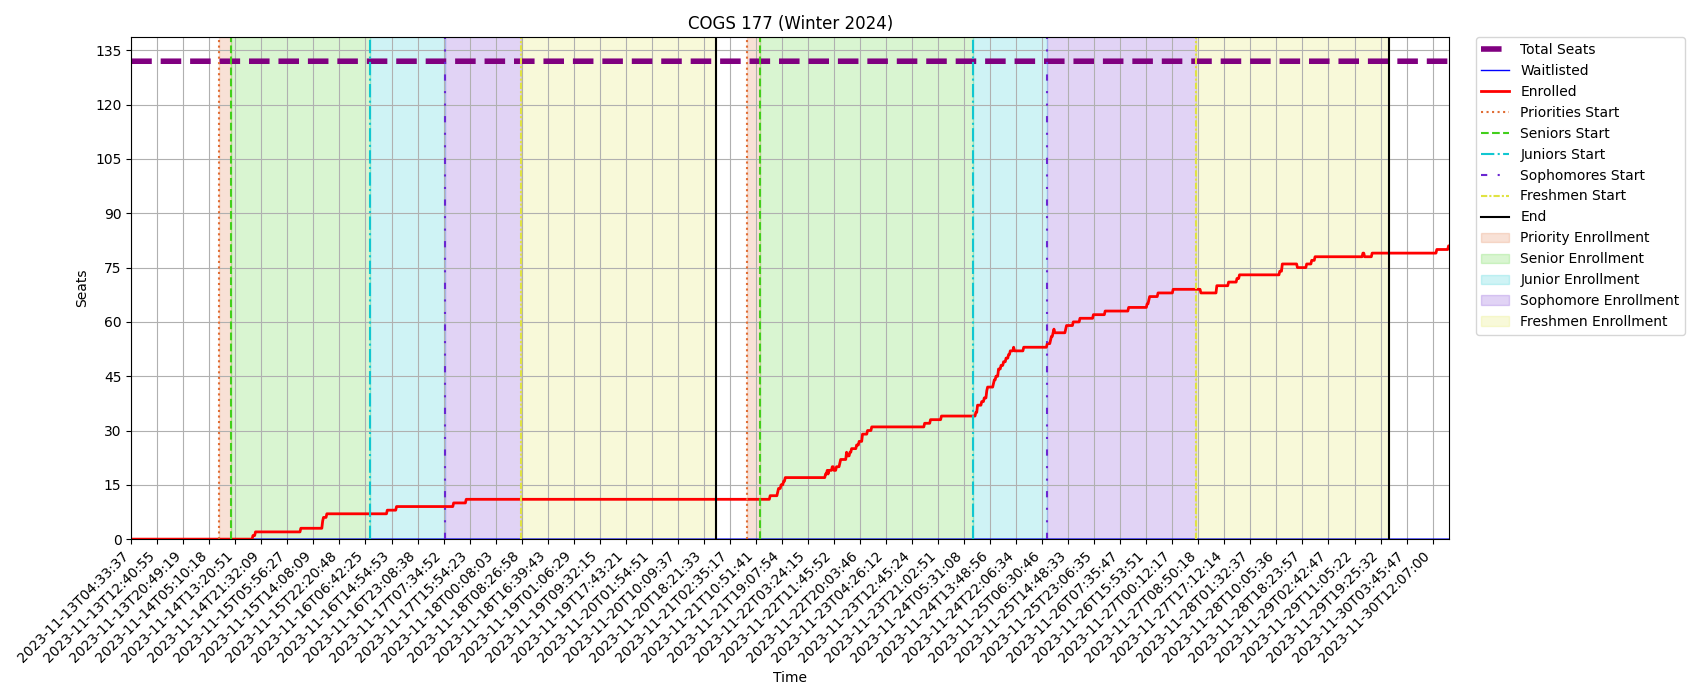 COGS 177 (Winter 2024)
Seats
135
120
105
90
75
60
45
30
15
0
2023-11-13T04:33:37
2023-11-13T12:40:55
2023-11-13T20:49:19
2023-11-14T05:10:18
2023-11-14T13:20:51
2023-11-14T21:32:09
2023-11-15T05:56:27
2023-11-15T14:08:09
2023-11-15T22:20:48
2023-11-16T06:42:25
2023-11-16T14:54:53
2023-11-16T23:08:38
2023-11-17T07:34:52
2023-11-17T15:54:23
2023-11-18T00:08:03
2023-11-18T08:26:58
2023-11-18T16:39:43
2023-11-19T01:06:29
2023-11-19T09:32:15
2023-11-19T17:43:21
2023-11-20T01:54:51
2023-11-20T10:09:37
2023-11-20T18:21:33
2023-11-21T02:35:17
2023-11-21T10:51:41
2023-11-21T19:07:54
2023-11-22T03:24:15
2023-11-22T11:45:52
2023-11-22T20:03:46
2023-11-23T04:26:12
2023-11-23T12:45:24
2023-11-23T21:02:51
2023-11-24T05:31:08
2023-11-24T13:48:56
2023-11-24T22:06:34
2023-11-25T06:30:46
2023-11-25T14:48:33
2023-11-25T23:06:35
2023-11-26T07:35:47
2023-11-26T15:53:51
2023-11-27T00:12:17
2023-11-27T08:50:18
2023-11-27T17:12:14
2023-11-28T01:32:37
2023-11-28T10:05:36
2023-11-28T18:23:57
2023-11-29T02:42:47
2023-11-29T11:05:22
2023-11-29T19:25:32
2023-11-30T03:45:47
2023-11-30T12:07:00
Time
Total Seats
Waitlisted
Enrolled
Priorities Start
Seniors Start
Juniors Start
Sophomores Start
Freshmen Start
End
Priority Enrollment
Senior Enrollment
Junior Enrollment
Sophomore Enrollment
Freshmen Enrollment